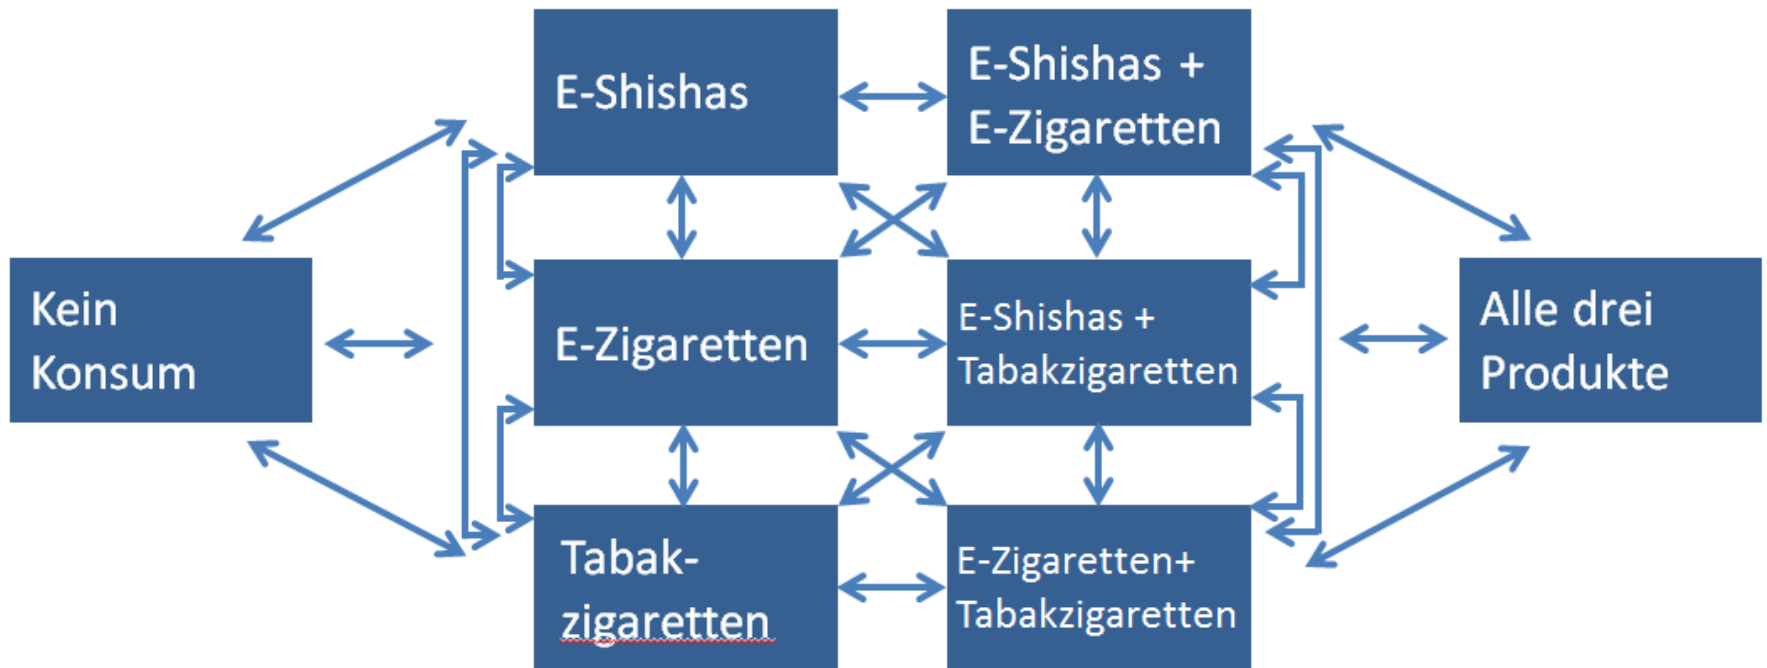 Kein
Konsum
E-Shishas
E-Zigaretten
Tabak-
zigaretten
E-Shishas +
E-Zigaretten
E-Shishas +
Tabakzigaretten
E-Zigaretten+
Tabakzigaretten
Alle drei
Produkte